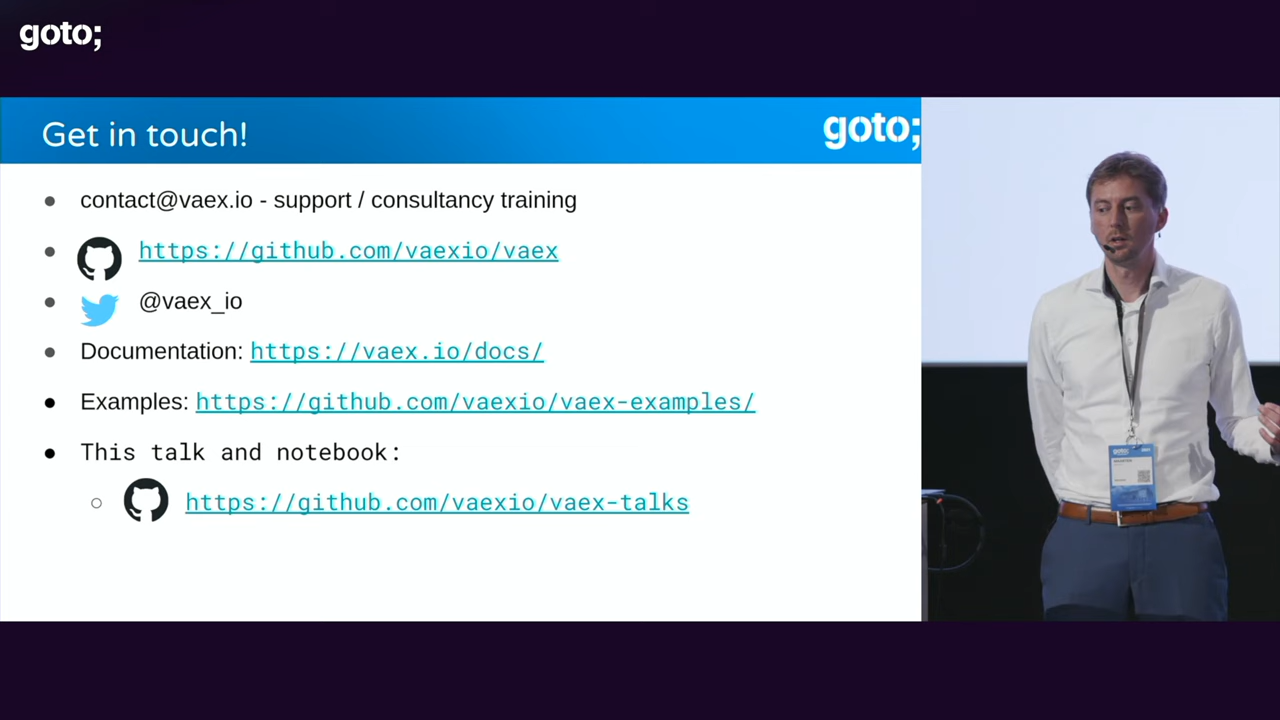 goto;
Get in touch!
goto;
contact@vaex.io - support / consultancy training
https://github.com/vaexio/vaex
@vaex_io
Documentation: https://vaex.io/docs/
Examples: https://github.com/vaexio/vaex-examples/
This talk and notebook:
https://github.com/vaexio/vaex-talks
goto;